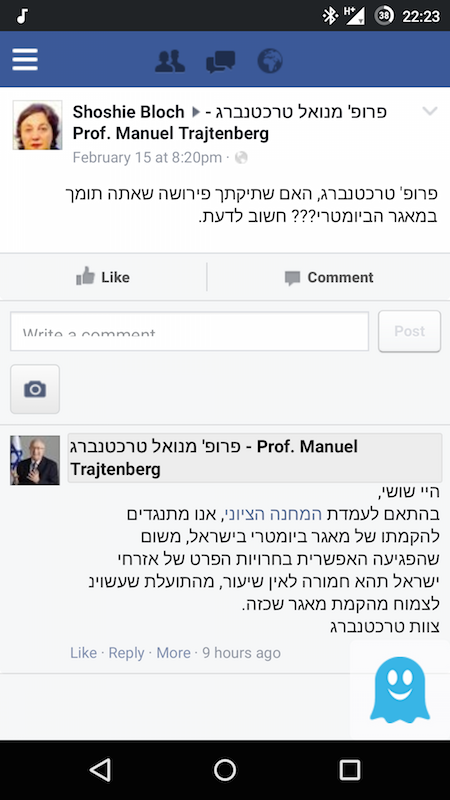 H+
38
22:23
Shoshie Bloch ▸ פרופ' מנואל טרכטנברג -
Prof. Manuel Trajtenberg
February 15 at 8:20pm ·
פרופ' טרכטנברג, האם שתיקתך פירושה שאתה תומך
במאגר הביומטרי??? חשוב לדעת.
Like
Comment
Write a comment
Post
פרופ' מנואל טרכטנברג - Prof. Manuel
Trajtenberg
היי שושי,
בהתאם לעמדת המחנה הציוני, אנו מתנגדים
להקמתו של מאגר ביומטרי בישראל, משום
שהפגיעה האפשרית בחרויות הפרט של אזרחי
ישראל תהא חמורה לאין שיעור, מהתועלת שעשוינ
לצמוח מהקמת מאגר שכזה.
צוות טרכטנברג
Like · Reply · More · 9 hours ago